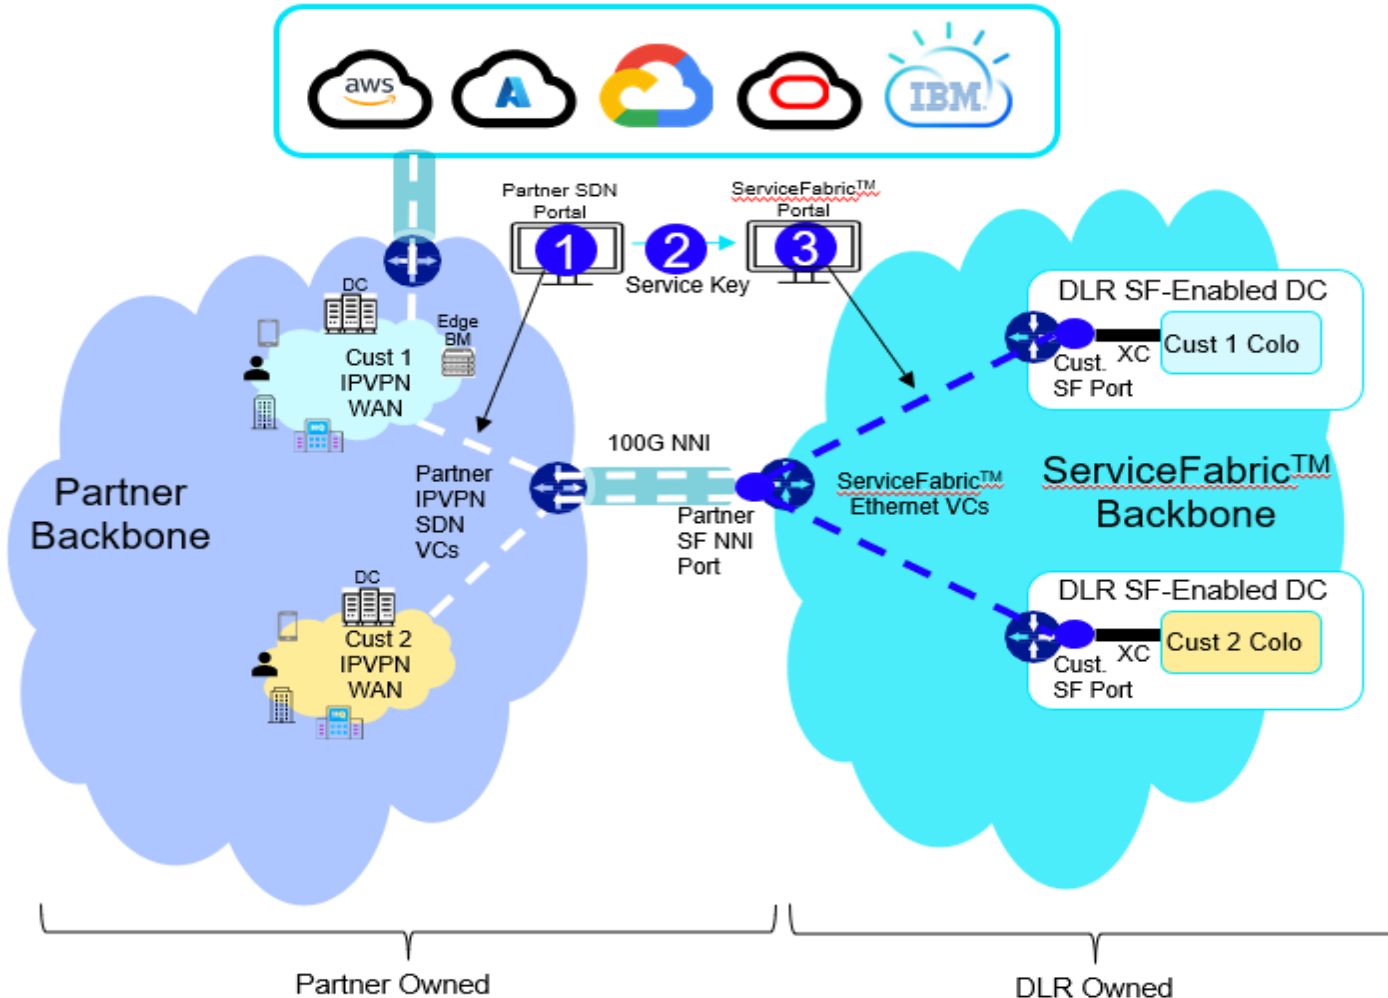 aws
IBM
Partner SDN
Portal
1
2
Service Key
ServiceFabric™
Portal
3
DC
Edge
BM
Cust 1
IPVPN
WAN
HQ
Partner
Backbone
Partner
IPVPN
SDN
VCs
100G NNI
Partner
SF NNI
Port
ServiceFabric™
Ethernet VCs
ServiceFabric™
Backbone
DLR SF-Enabled DC
Cust 1 Colo
XC
Cust.
SF Port
DLR SF-Enabled DC
Cust 2 Colo
XC
Cust.
SF Port
DC
Cust 2
IPVPN
WAN
HQ
Partner Owned
DLR Owned